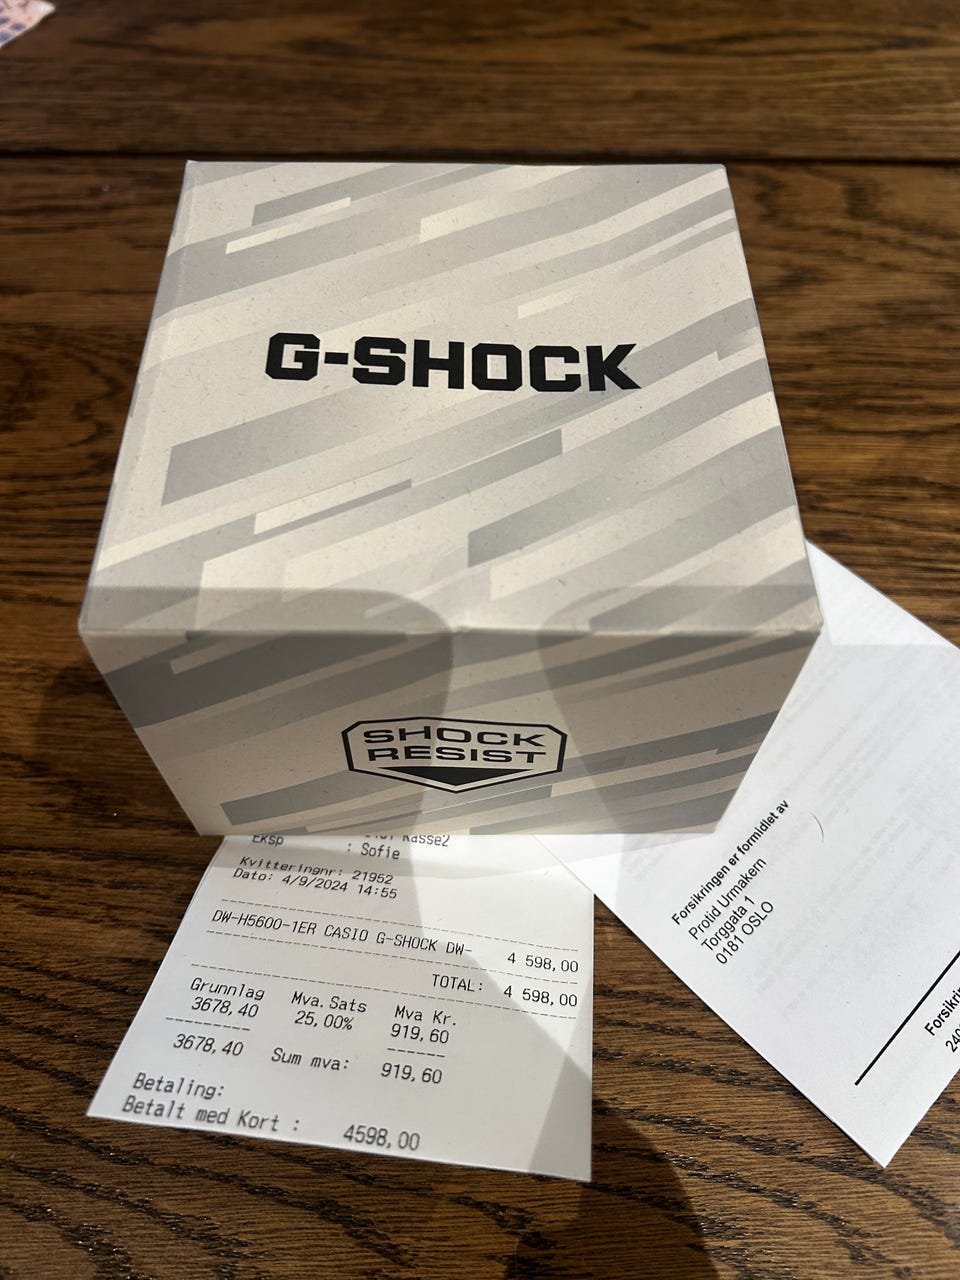 G-SHOCK
SHOCK
RESIST
Kasse2
Eksp : Sofie
Kvitteringnr: 21952
Dato: 4/9/2024 14:55
DW-H5600-1ER CASIO G-SHOCK DW- 4 598,00
TOTAL: 4 598,00
Grunnlag Mva.Sats Mva Kr.
3678,40 25,00% 919,60
3678,40 Sum mva: 919,60
Betaling:
Betalt med Kort : 4598,00
Forsikringen er formidlet av
Protid Urmakern
Torggata 1
0181 OSLO